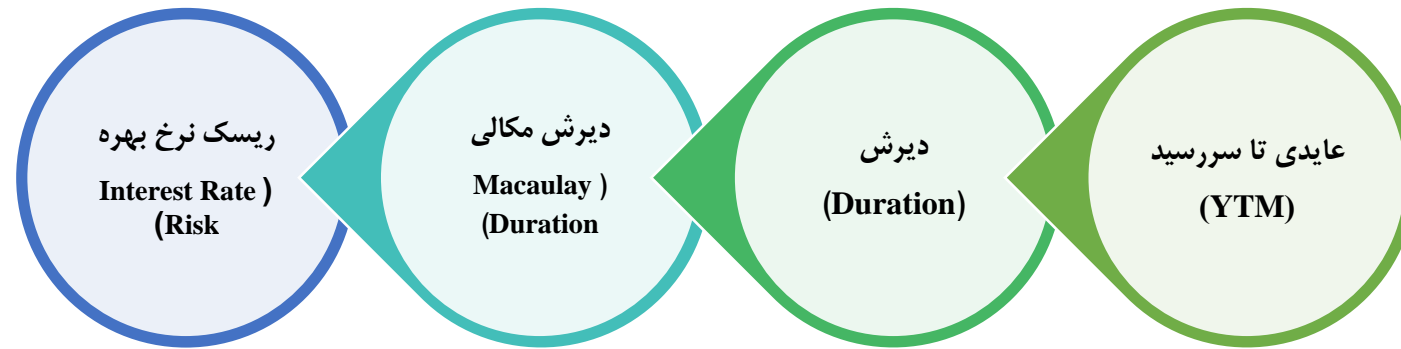 عایدی تا سررسید
(YTM)
دیرش
(Duration)
دیرش مکالی
Macaulay )
(Duration
ریسک نرخ بهره
Interest Rate )
(Risk